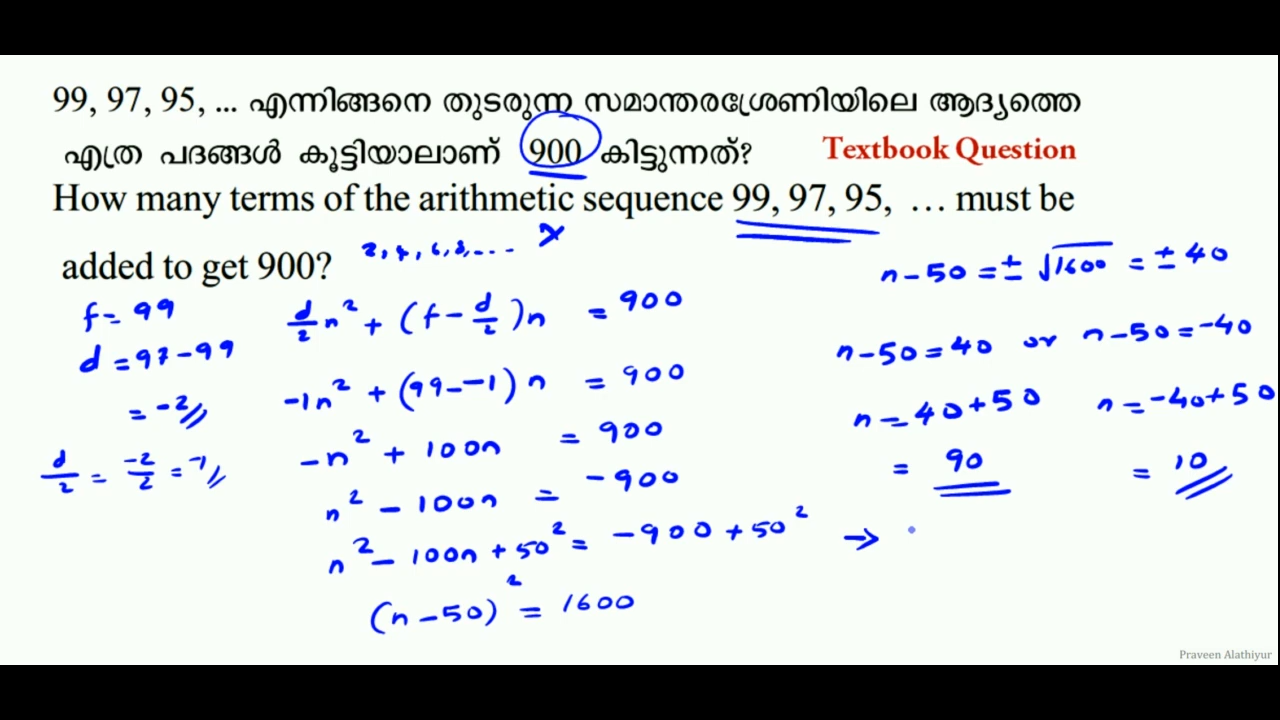 99, 97, 95, ... എന്നിങ്ങനെ തുടരുന്ന സമാന്തരശ്രേണിയിലെ ആദ്യത്തെ
എത്ര പദങ്ങൾ കൂട്ടിയാലാണ് 900 കിട്ടുന്നത്? Textbook Question
How many terms of the arithmetic sequence 99, 97, 95, … must be
added to get 900?
2, 4, 6, 8, ....
f = 99
d = 97-99
= -2
d/2 = -2/2 = -1
d/2 n² + (f - d/2)n = 900
-1n² + (99 - -1)n = 900
-n² + 100n = 900
n² - 100n = -900
n² - 100n + 50² = -900 + 50² →
(n - 50)² = 1600
n - 50 = ± √1600 = ± 40
n - 50 = 40 or n - 50 = -40
n = 40 + 50 n = -40 + 50
= 90 = 10
Praveen Alathiyur